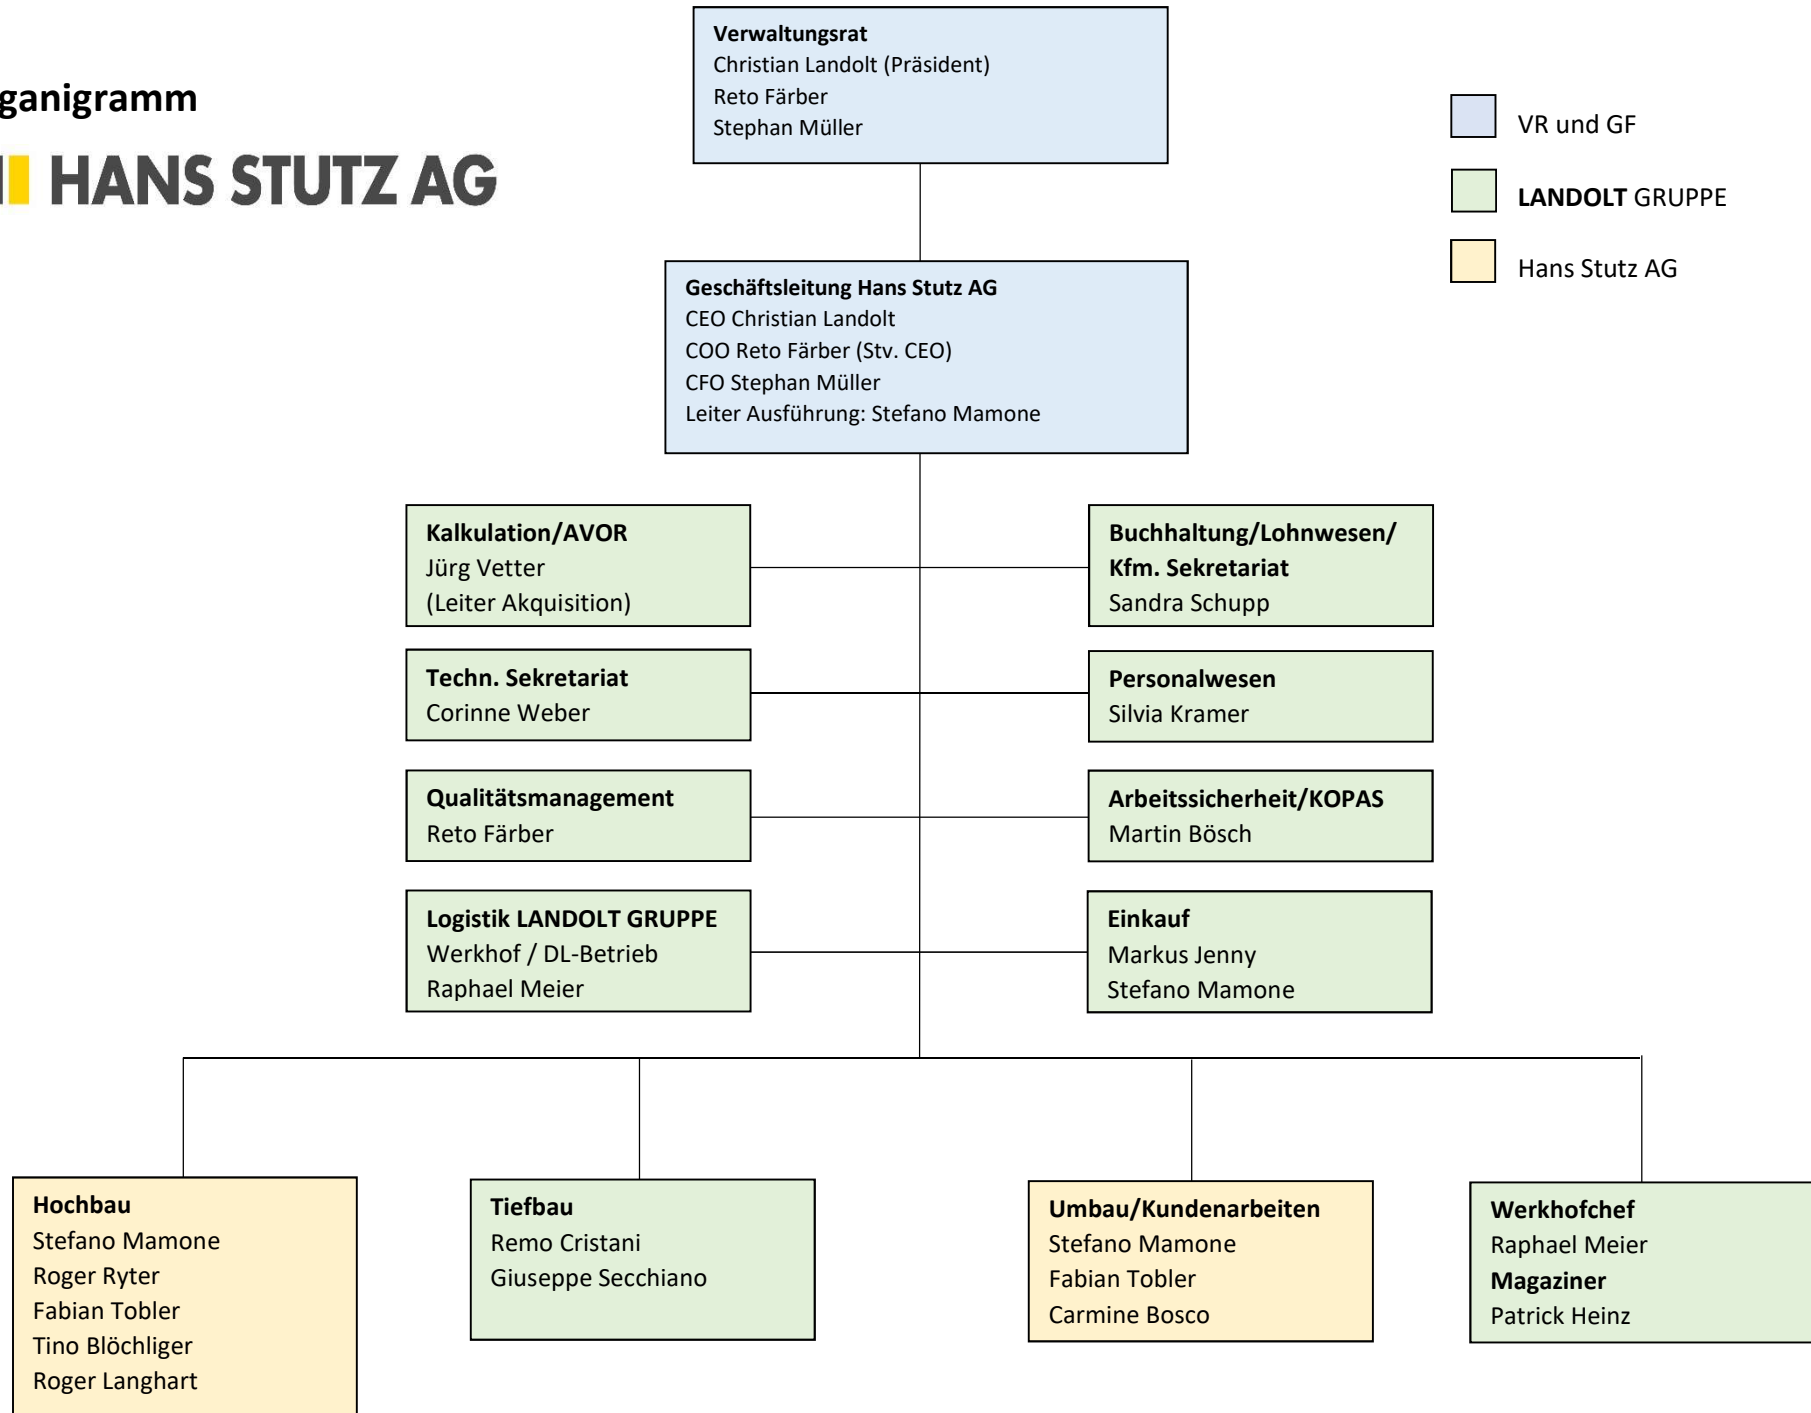 ganigramm
HANS STUTZ AG
Verwaltungsrat
Christian Landolt (Präsident)
Reto Färber
Stephan Müller
VR und GF
LANDOLT GRUPPE
Hans Stutz AG
Geschäftsleitung Hans Stutz AG
CEO Christian Landolt
COO Reto Färber (Stv. CEO)
CFO Stephan Müller
Leiter Ausführung: Stefano Mamone
Kalkulation/AVOR
Jürg Vetter
(Leiter Akquisition)
Buchhaltung/Lohnwesen/
Kfm. Sekretariat
Sandra Schupp
Techn. Sekretariat
Corinne Weber
Personalwesen
Silvia Kramer
Qualitätsmanagement
Reto Färber
Arbeitssicherheit/KOPAS
Martin Bösch
Logistik LANDOLT GRUPPE
Werkhof / DL-Betrieb
Raphael Meier
Einkauf
Markus Jenny
Stefano Mamone
Hochbau
Stefano Mamone
Roger Ryter
Fabian Tobler
Tino Blöchliger
Roger Langhart
Tiefbau
Remo Cristani
Giuseppe Secchiano
Umbau/Kundenarbeiten
Stefano Mamone
Fabian Tobler
Carmine Bosco
Werkhofchef
Raphael Meier
Magaziner
Patrick Heinz